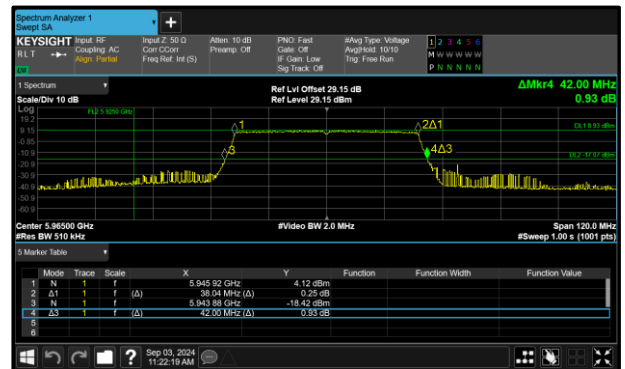 Spectrum Analyzer 1
Swept SA
+
KEYSIGHT Input: RF Input Z: 50 Ω Atten: 10 dB PNO: Fast #Avg Type: Voltage 1 2 3 4 5 6
RLT Coupling: AC Corr CCorr Preamp: Off Gate: Off Avg|Hold: 10/10 M W W W W W
Align: Partial Freq Ref: Int (S) IF Gain: Low Trig: Free Run
Sig Track: Off P N N N N N
1 Spectrum Ref Lvl Offset 29.15 dB ΔMkr4 42.00 MHz
Scale/Div 10 dB Ref Level 29.15 dBm 0.93 dB
Log
19.2
9.15
-0.85
-10.9
-20.9
-30.9
-40.9
-50.9
-60.9
FL2 5.9250 GHz
1
2Δ1
DL1 8.93 dBm
3
4Δ3
DL2 -17.07 dBm
Center 5.96500 GHz #Video BW 2.0 MHz Span 120.0 MHz
#Res BW 510 kHz #Sweep 1.00 s (1001 pts)
5 Marker Table
Mode Trace Scale X Y Function Function Width Function Value
1 N 1 f 5.945 92 GHz 4.12 dBm
2 Δ1 1 f (Δ) 38.04 MHz (Δ) 0.25 dB
3 N 1 f 5.943 88 GHz -18.42 dBm
4 Δ3 1 f (Δ) 42.00 MHz (Δ) 0.93 dB
5
6
? Sep 03, 2024
11:22:19 AM